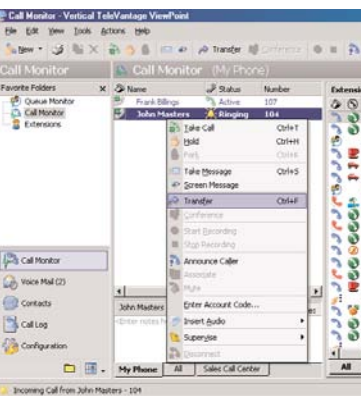 Call Monitor - Vertical TeleVantage ViewPoint
File Edit View Tools Actions Help
New Transfer Conference
Call Monitor
Call Monitor (My Phone)
Favorite Folders
Queue Monitor
Call Monitor
Extensions
Name Status Number
Frank Billings Active 107
John Masters Ringing 104
Take Call Ctrl+T
Hold Ctrl+H
Park
Take Message Ctrl+S
Screen Message
Transfer Ctrl+F
Conference
Start Recording
Stop Recording
Announce Caller
Associate
Mute
Enter Account Code...
Insert Audio
Supervise
Disconnect
Call Monitor
Voice Mail (2)
Contacts
Call Log
Configuration
John Masters
<Enter notes
My Phone All Sales Call Center
All
Incoming Call from John Masters - 104